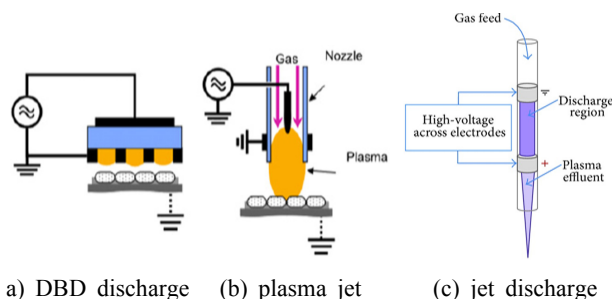 Gas
Nozzle
Plasma
Gas feed
Discharge
region
High-voltage
across electrodes
Plasma
effluent
−
+
a) DBD discharge (b) plasma jet (c) jet discharge